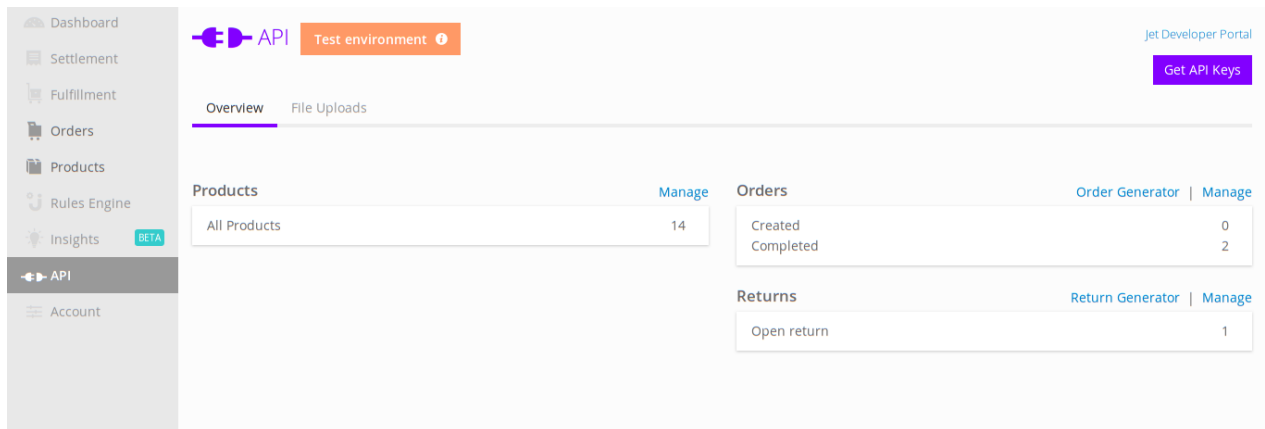 Dashboard
Settlement
Fulfillment
Orders
Products
Rules Engine
Insights BETA
API
Account
API Test environment
Jet Developer Portal
Get API Keys
Overview File Uploads
Products Manage
All Products 14
Orders Order Generator | Manage
Created 0
Completed 2
Returns Return Generator | Manage
Open return 1